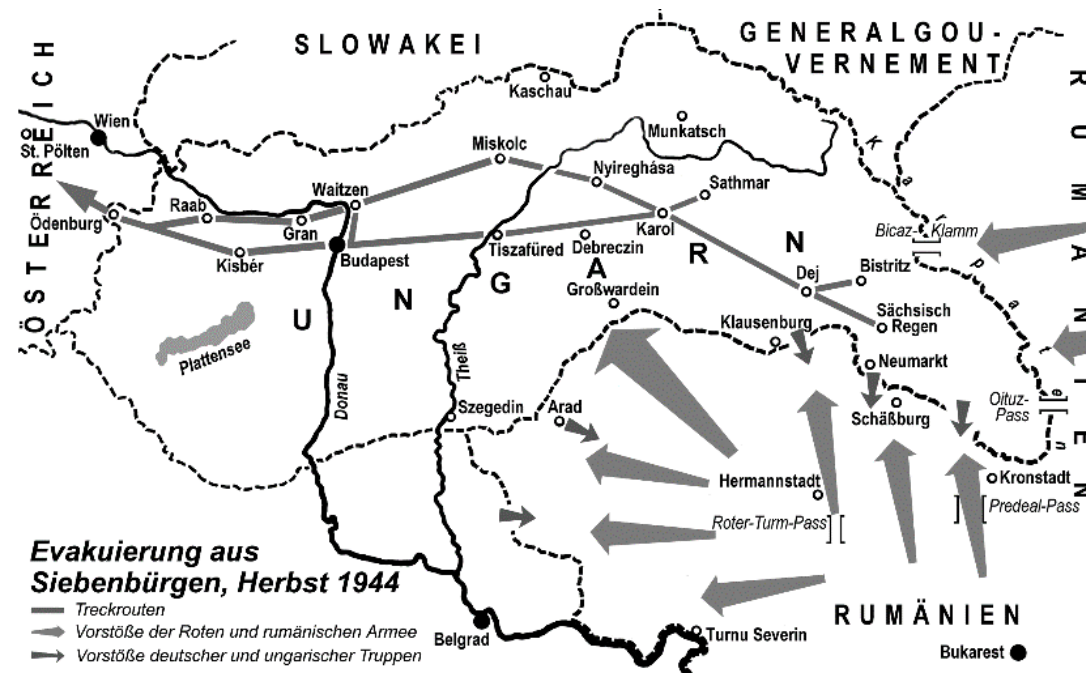 SLOWAKEI
GENERALGOU-
VERNEMENT
ÖSTERREICH
RUMÄNIEN
Wien
St. Pölten
Kaschau
Munkatsch
Miskolc
Nyireghása
Sathmar
Waitzen
Raab
Ödenburg
Gran
Karol
Kisbér
Budapest
Tiszafüred
Debreczin
Bicaz-Klamm
Karpaten
UNGARN
Dej
Bistritz
Großwardein
Sächsisch
Regen
Klausenburg
Plattensee
Neumarkt
Theiß
Donau
Szegedin
Arad
Schäßburg
Oituz-
Pass
Hermannstadt
Kronstadt
Roter-Turm-Pass
Predeal-Pass
Evakuierung aus
Siebenbürgen, Herbst 1944
Treckrouten
Vorstöße der Roten und rumänischen Armee
Vorstöße deutscher und ungarischer Truppen
Belgrad
Turnu Severin
RUMÄNIEN
Bukarest